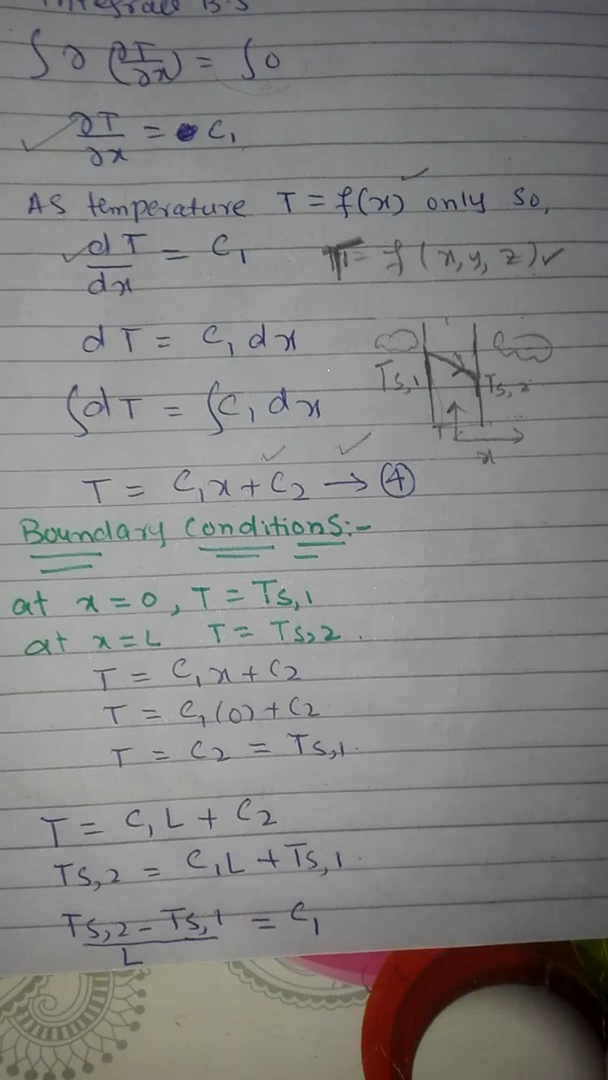 Integrate B.S
∫ ∂ (∂T/∂x) = ∫0
∂T/∂x = C₁
As temperature T = f(x) only so,
dT/dx = C₁ T = f(x, y, z)
dT = C₁ dx
Ts,1 Ts,2
∫dT = ∫C₁ dx
T x
T = C₁x + C₂ → ④
Boundary Conditions:-
at x = 0, T = Ts,1
at x = L T = Ts,2.
T = C₁x + C₂
T = C₁(0) + C₂
T = C₂ = Ts,1.
T = C₁L + C₂
Ts,2 = C₁L + Ts,1.
Ts,2 - Ts,1 / L = C₁